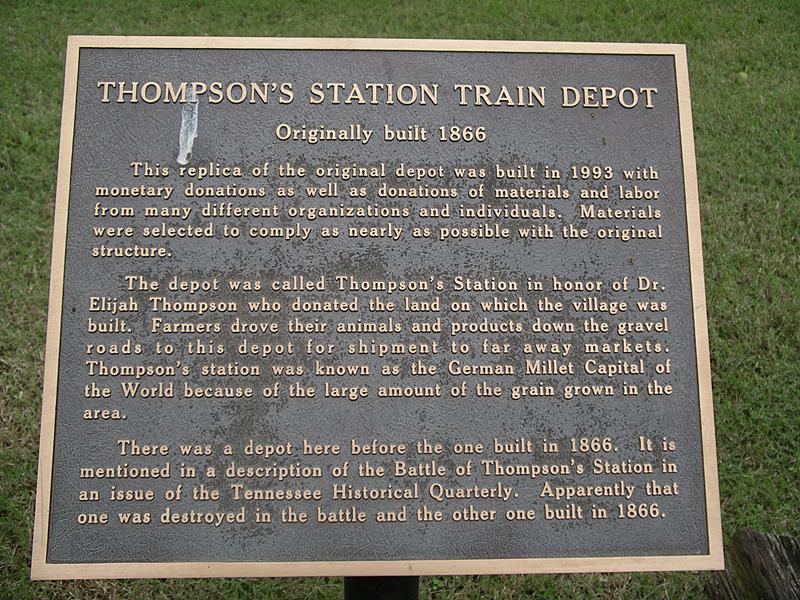 THOMPSON'S STATION TRAIN DEPOT
Originally built 1866
This replica of the original depot was built in 1993 with
monetary donations as well as donations of materials and labor
from many different organizations and individuals. Materials
were selected to comply as nearly as possible with the original
structure.
The depot was called Thompson's Station in honor of Dr.
Elijah Thompson who donated the land on which the village was
built. Farmers drove their animals and products down the gravel
roads to this depot for shipment to far away markets.
Thompson's station was known as the German Millet Capital of
the World because of the large amount of the grain grown in the
area.
There was a depot here before the one built in 1866. It is
mentioned in a description of the Battle of Thompson's Station in
an issue of the Tennessee Historical Quarterly. Apparently that
one was destroyed in the battle and the other one built in 1866.